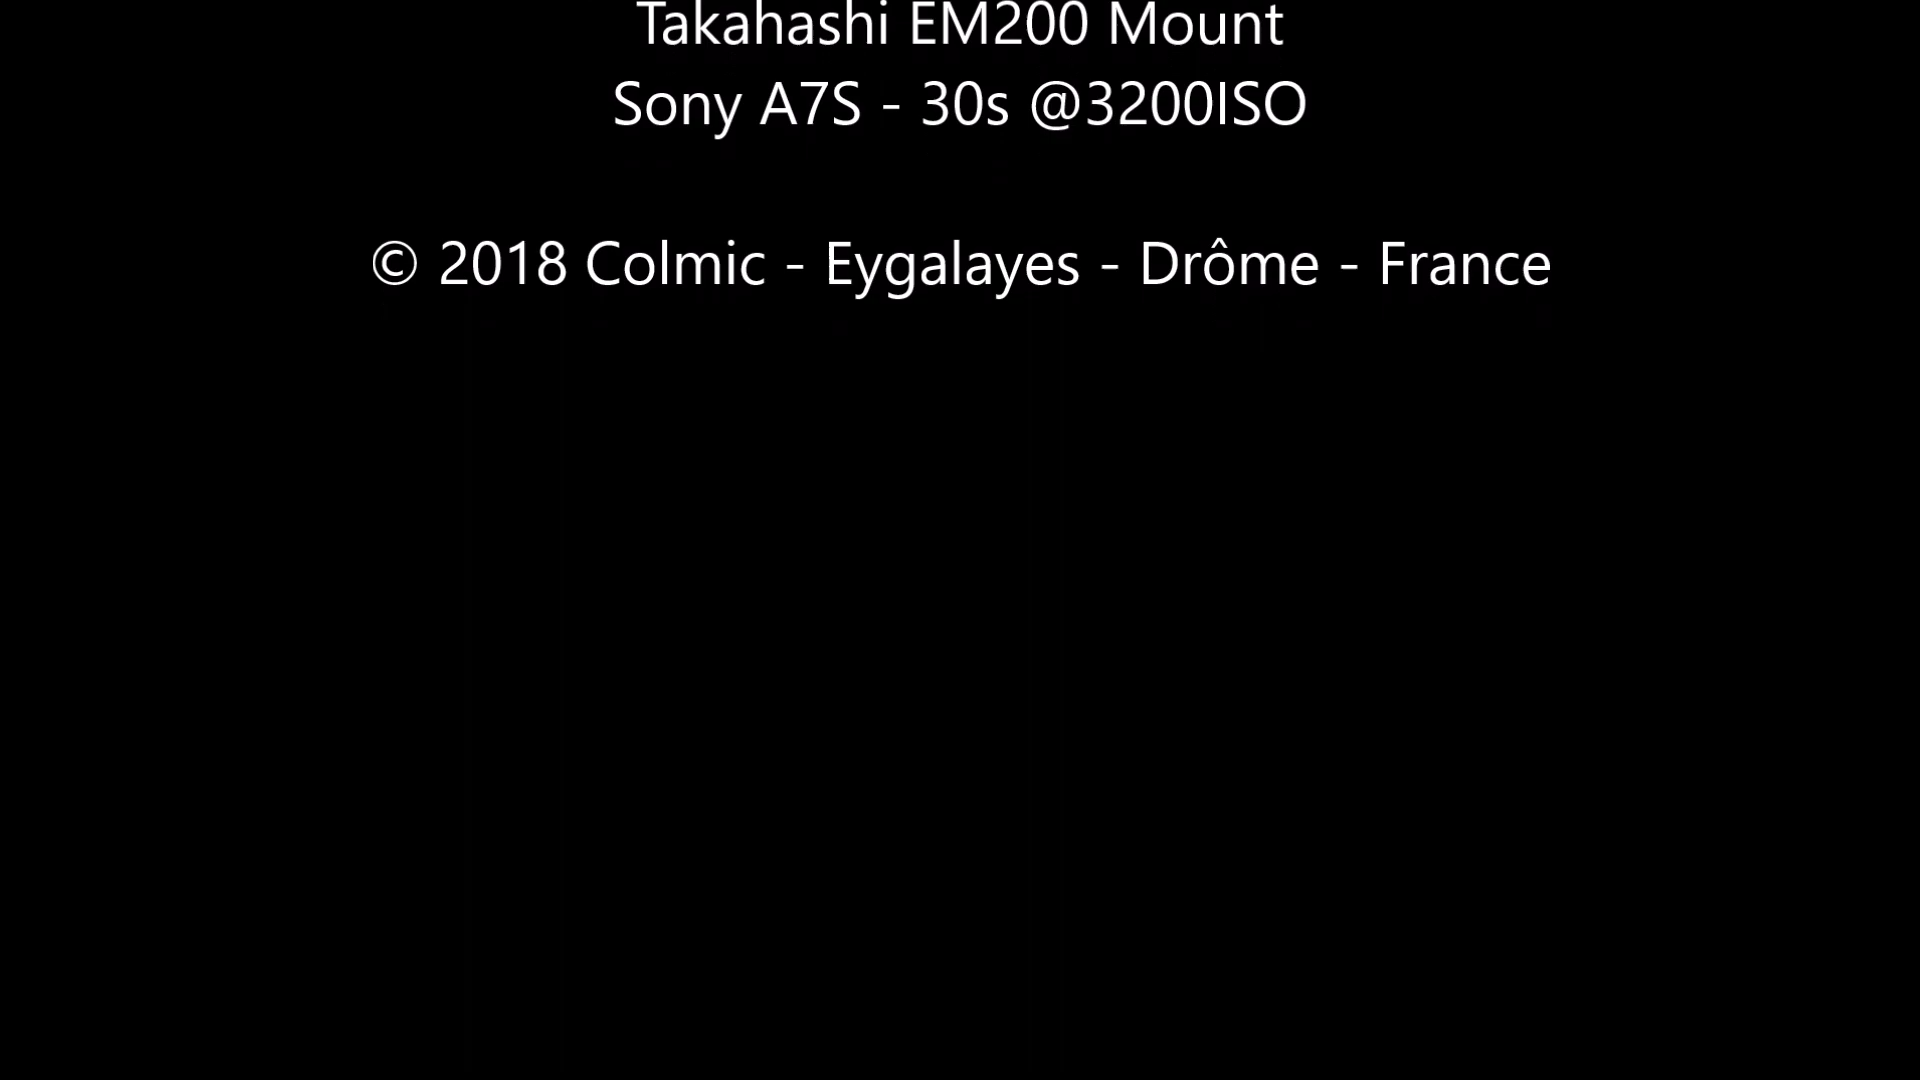 Takahashi EM200 Mount
Sony A7S - 30s @3200ISO
© 2018 Colmic - Eygalayes - Drôme - France